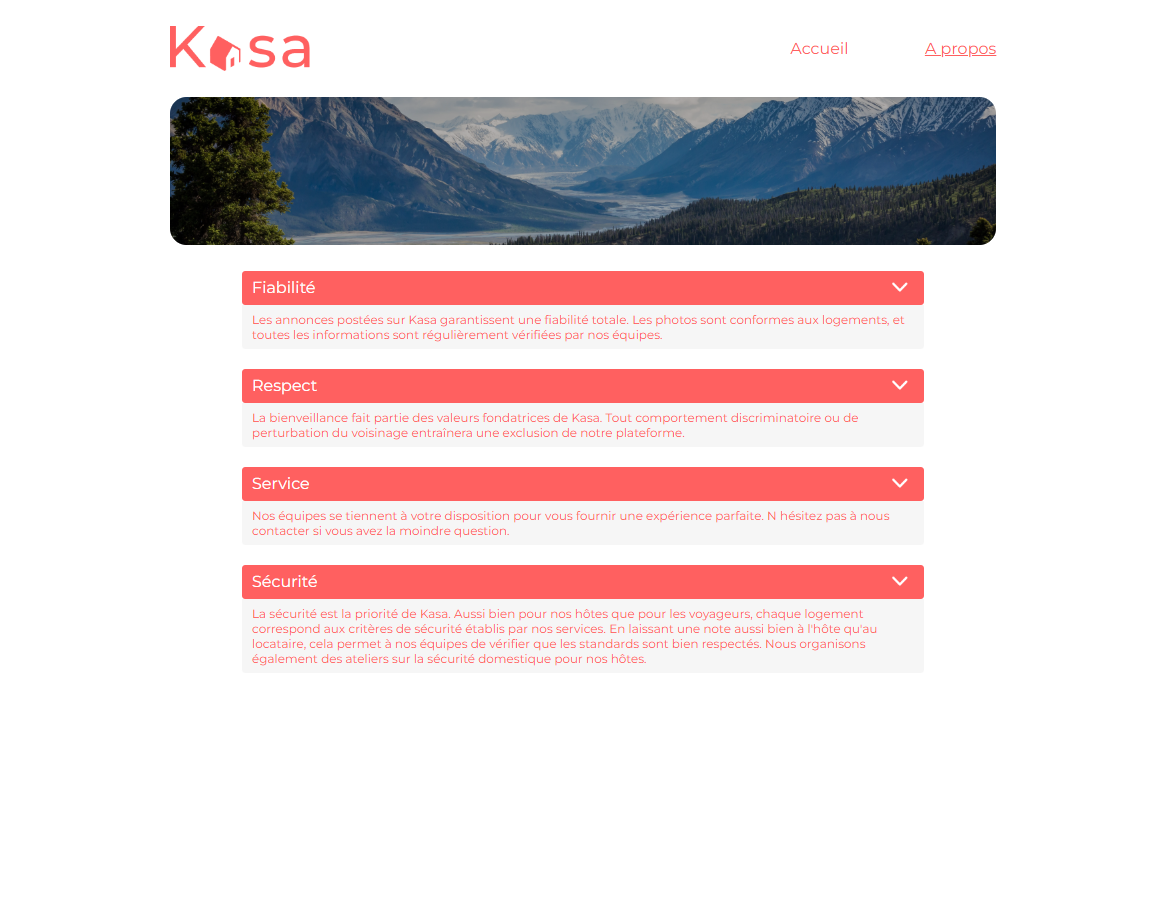 Kasa
Accueil
A propos
Fiabilité
Les annonces postées sur Kasa garantissent une fiabilité totale. Les photos sont conformes aux logements, et
toutes les informations sont régulièrement vérifiées par nos équipes.
Respect
La bienveillance fait partie des valeurs fondatrices de Kasa. Tout comportement discriminatoire ou de
perturbation du voisinage entraînera une exclusion de notre plateforme.
Service
Nos équipes se tiennent à votre disposition pour vous fournir une expérience parfaite. N hésitez pas à nous
contacter si vous avez la moindre question.
Sécurité
La sécurité est la priorité de Kasa. Aussi bien pour nos hôtes que pour les voyageurs, chaque logement
correspond aux critères de sécurité établis par nos services. En laissant une note aussi bien à l'hôte qu'au
locataire, cela permet à nos équipes de vérifier que les standards sont bien respectés. Nous organisons
également des ateliers sur la sécurité domestique pour nos hôtes.